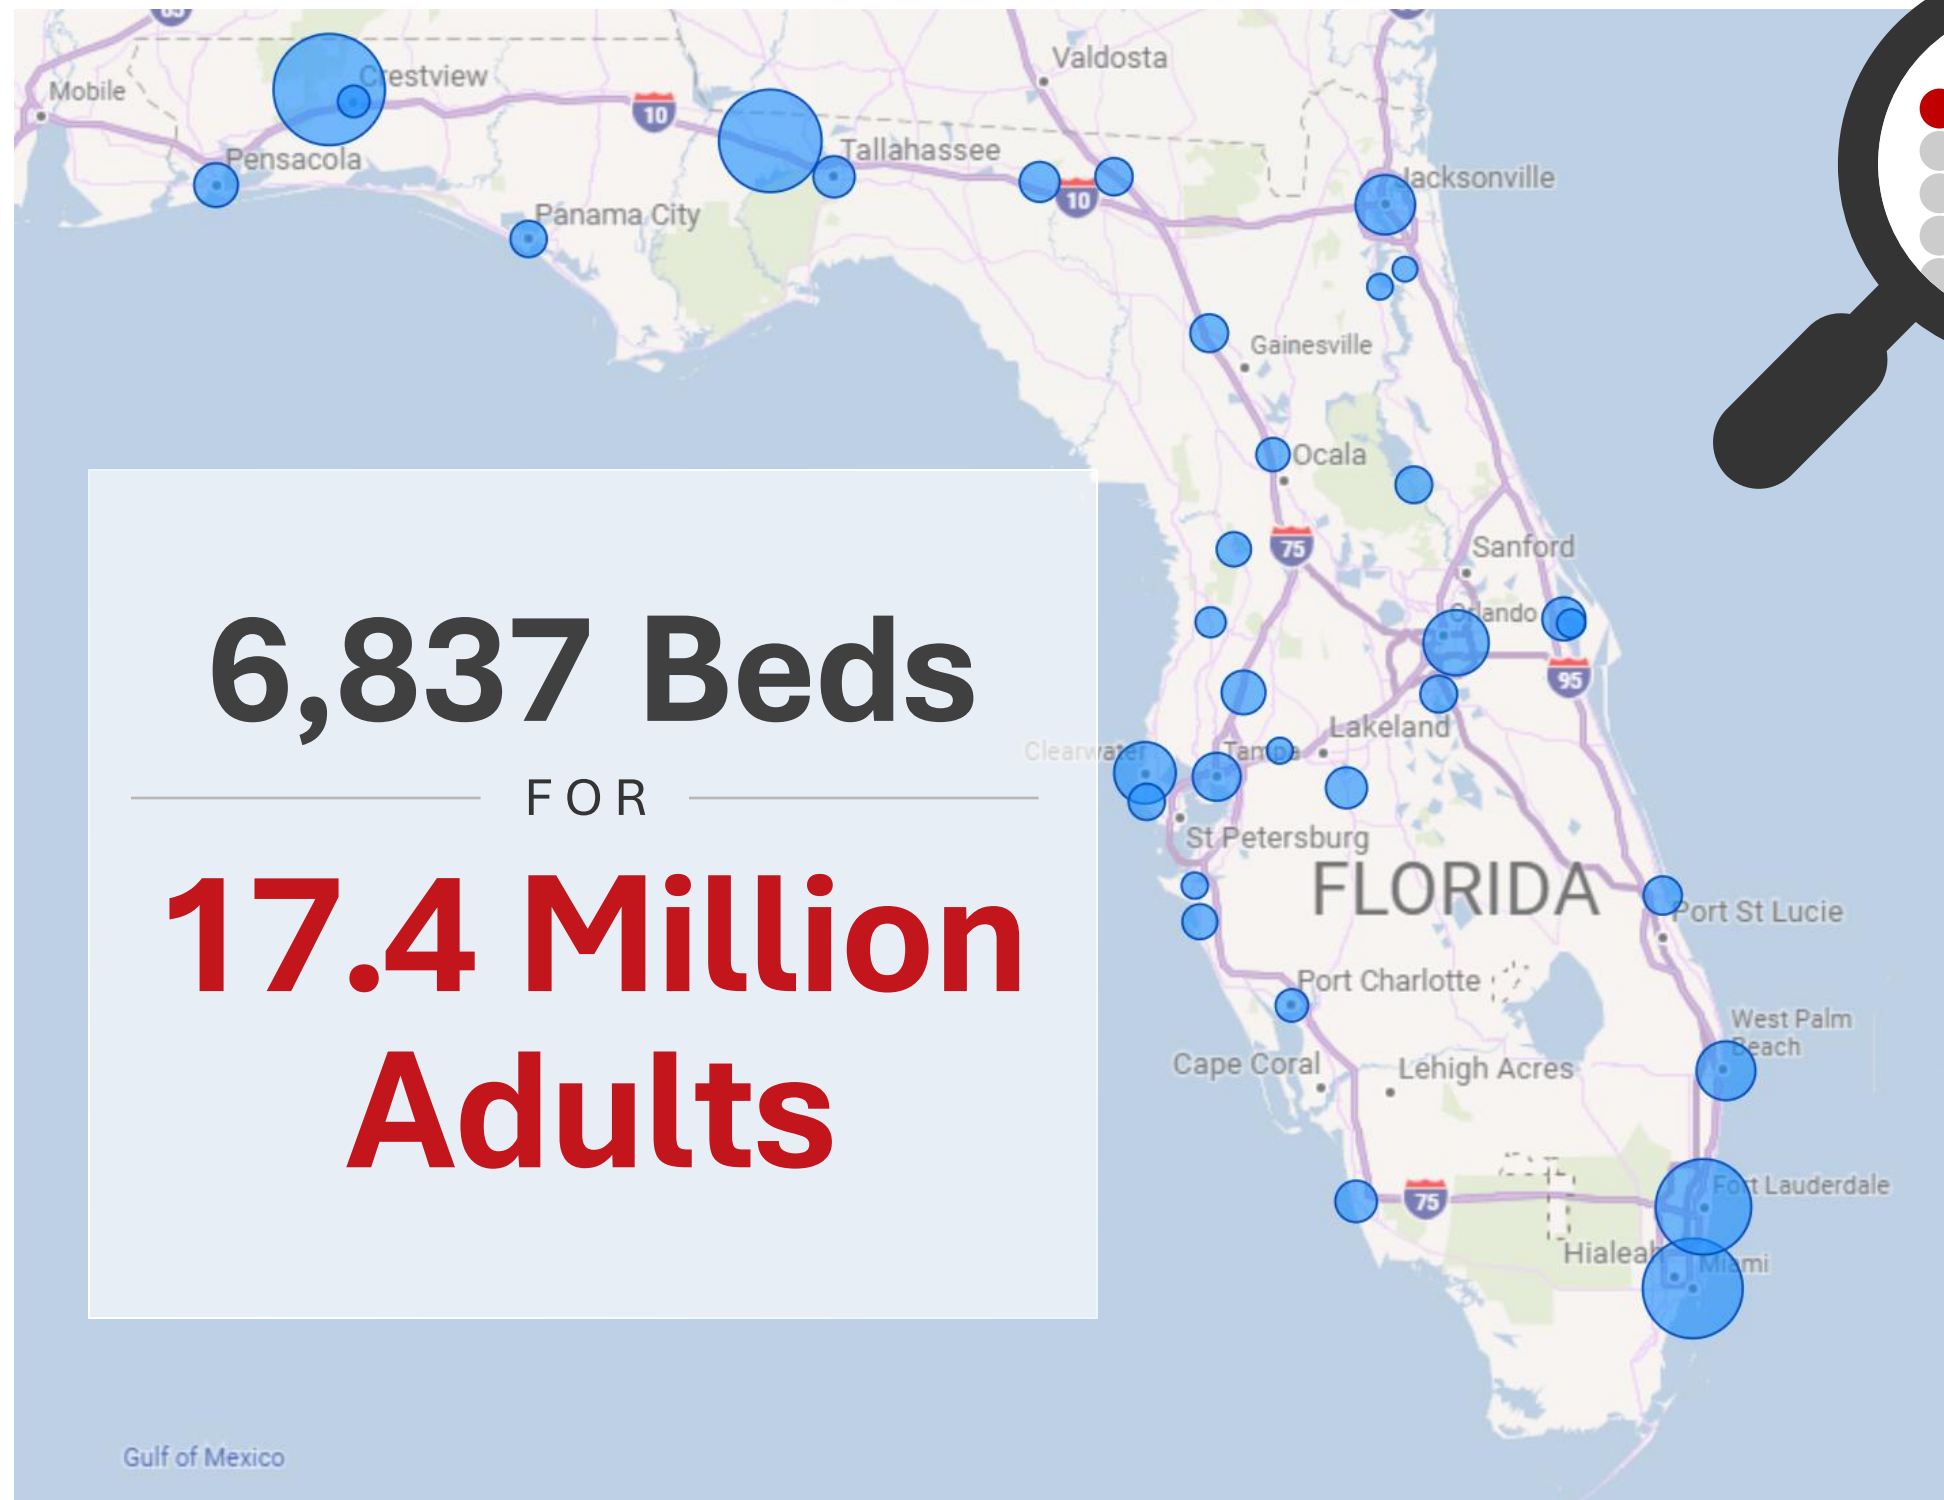 Valdosta
Crestview
Mobile
10
Tallahassee
Pensacola
Jacksonville
10
Panama City
Gainesville
Ocala
75
Sanford
Orlando
95
6,837 Beds
Lakeland
Clearwater
Tampa
FOR
St Petersburg
FLORIDA
17.4 Million
Port St Lucie
Port Charlotte
West Palm
Beach
Cape Coral
Lehigh Acres
Adults
75
Fort Lauderdale
Hialeah
Miami
Gulf of Mexico